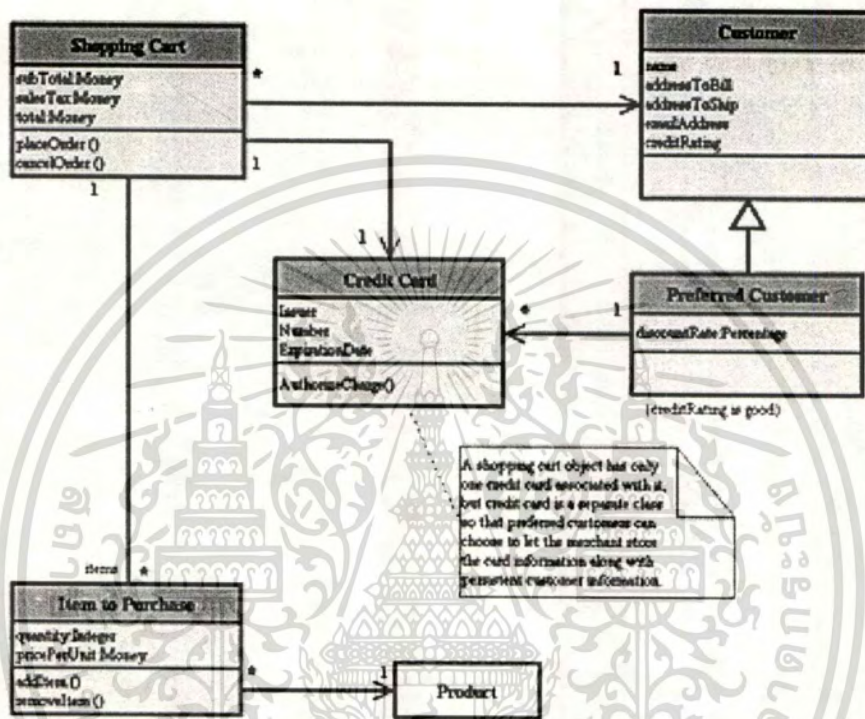 Shopping Cart
subTotal:Money
salesTax:Money
total:Money
placeOrder ()
cancelOrder ()
*
1
Customer
name
addressToBill
addressToShip
emailAddress
creditRating
1
1
1
Credit Card
Issuer
Number
ExpirationDate
AuthorizeCharge()
*
1
Preferred Customer
discountRate:Percentage
{creditRating is good}
A shopping cart object has only
one credit card associated with it,
but credit card is a separate class
so that preferred customers can
choose to let the merchant store
the card information along with
persistent customer information.
items *
Item to Purchase
quantity:Integer
pricePerUnit:Money
addItem ()
removeItem ()
*
1
Product